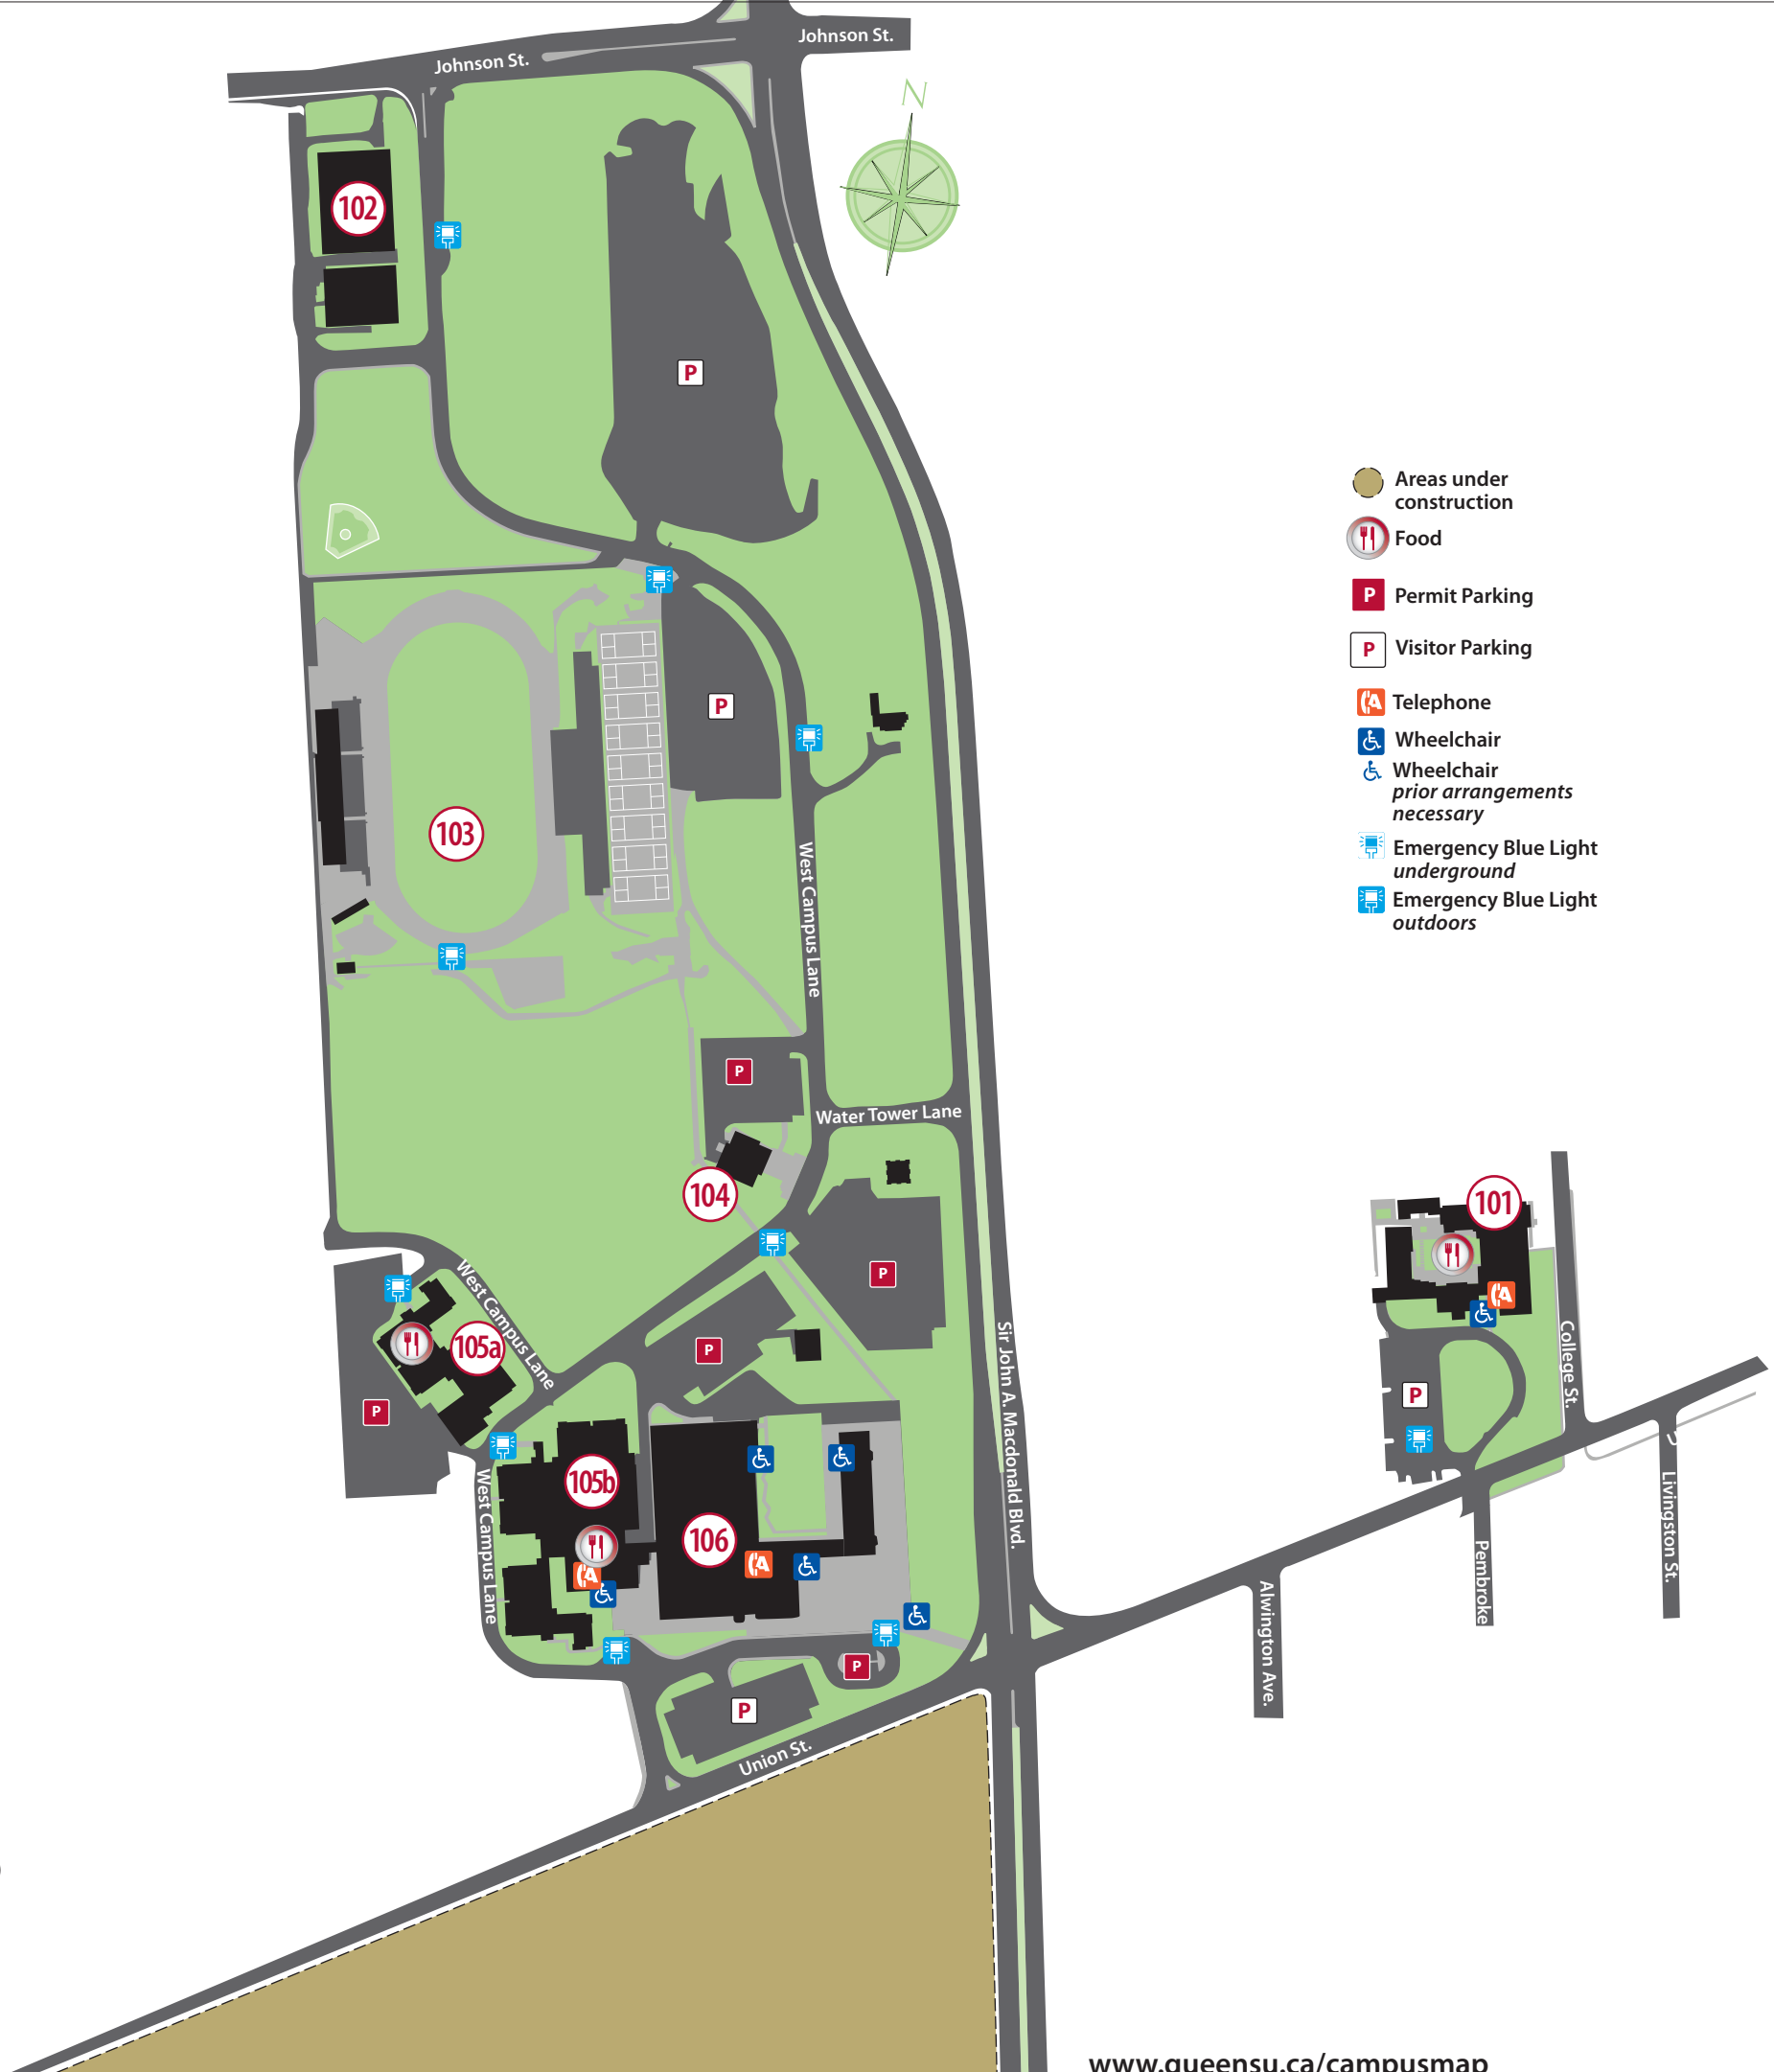 Johnson St.
Johnson St.
N
102
P
Areas under
construction
Food
P Permit Parking
P Visitor Parking
Telephone
Wheelchair
Wheelchair
prior arrangements
necessary
Emergency Blue Light
underground
Emergency Blue Light
outdoors
P
103
West Campus Lane
P
Water Tower Lane
104
101
P
West Campus Lane
105a
P
P
P
Sir John A. Macdonald Blvd.
College St.
West Campus Lane
105b
106
P
P
Union St.
Alwington Ave.
Pembroke
Livingston St.
www.queensu.ca/campusmap